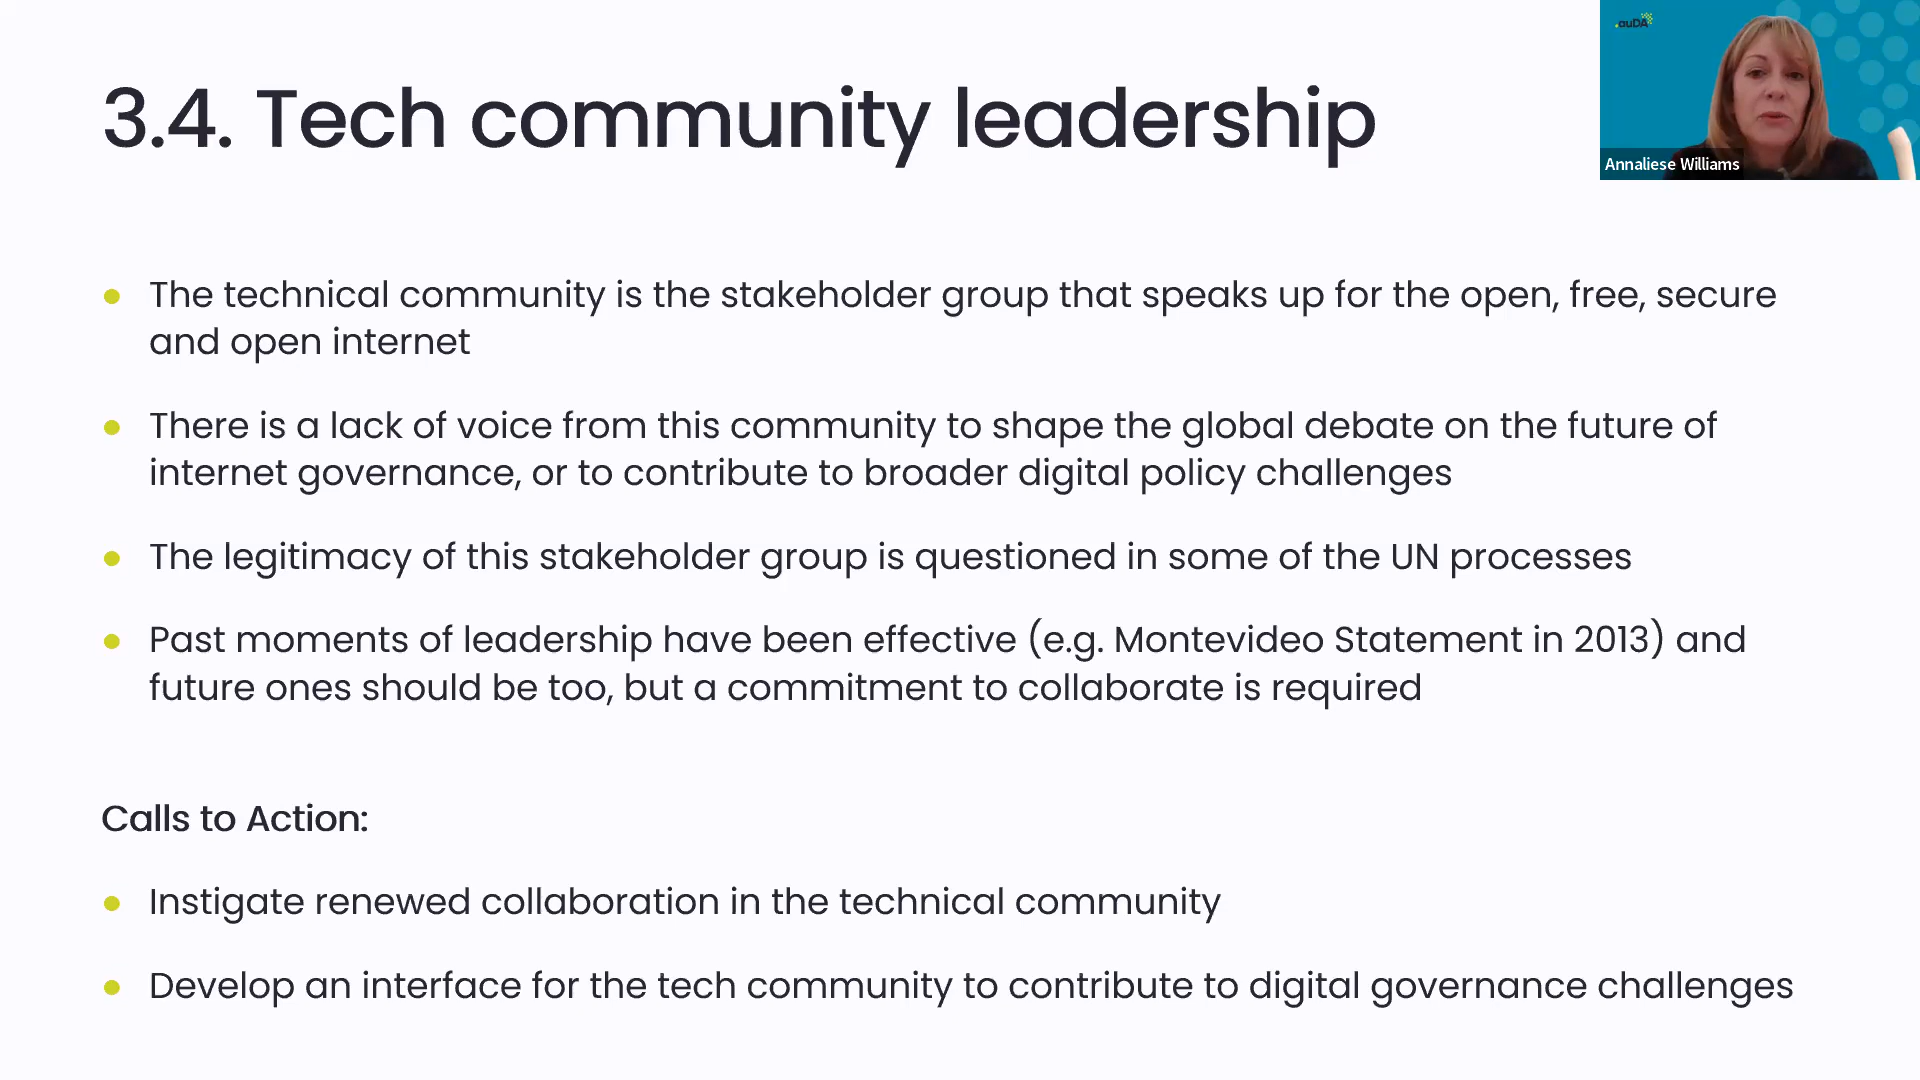 .auDA
3.4. Tech community leadership
Annaliese Williams
• The technical community is the stakeholder group that speaks up for the open, free, secure
and open internet
• There is a lack of voice from this community to shape the global debate on the future of
internet governance, or to contribute to broader digital policy challenges
• The legitimacy of this stakeholder group is questioned in some of the UN processes
• Past moments of leadership have been effective (e.g. Montevideo Statement in 2013) and
future ones should be too, but a commitment to collaborate is required
Calls to Action:
• Instigate renewed collaboration in the technical community
• Develop an interface for the tech community to contribute to digital governance challenges